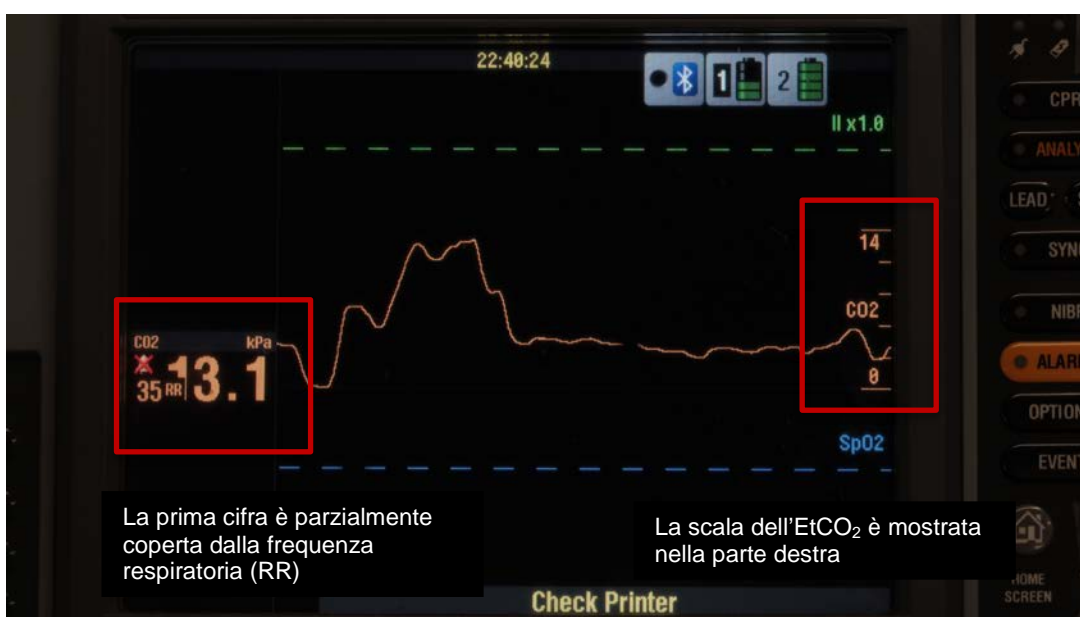 22:40:24
1
2
II x1.0
CPR
ANALY
LEAD
SYN
14
CO2
0
NIB
ALAR
CO2 kPa
35 RR 13.1
OPTION
SpO2
EVENT
La prima cifra è parzialmente
coperta dalla frequenza
respiratoria (RR)
La scala dell'EtCO₂ è mostrata
nella parte destra
HOME
SCREEN
Check Printer